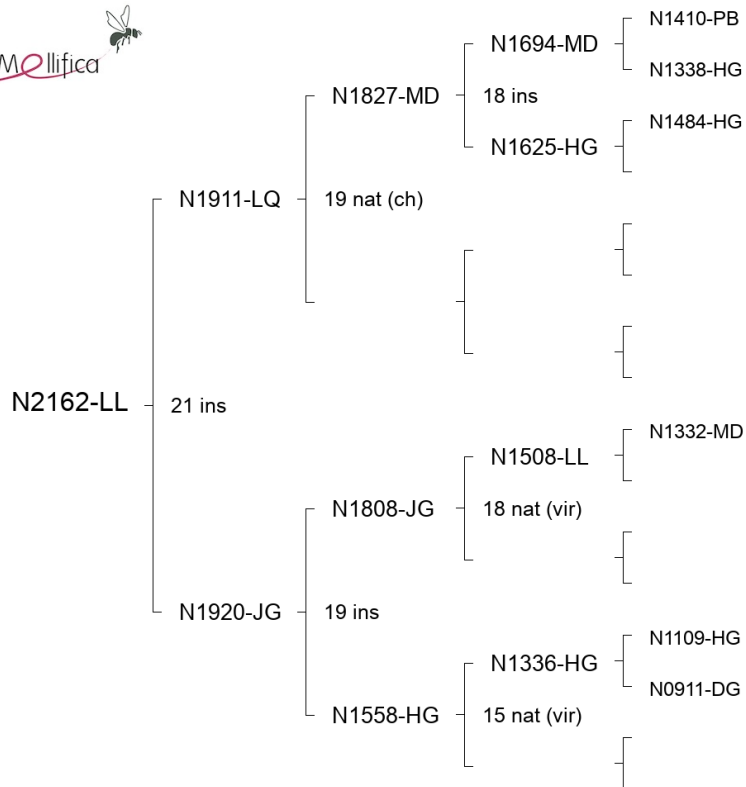 Mellifica
N1410-PB
N1694-MD
N1338-HG
N1827-MD
18 ins
N1484-HG
N1625-HG
N1911-LQ
19 nat (ch)
N2162-LL
21 ins
N1332-MD
N1508-LL
N1808-JG
18 nat (vir)
N1920-JG
19 ins
N1109-HG
N1336-HG
N0911-DG
N1558-HG
15 nat (vir)